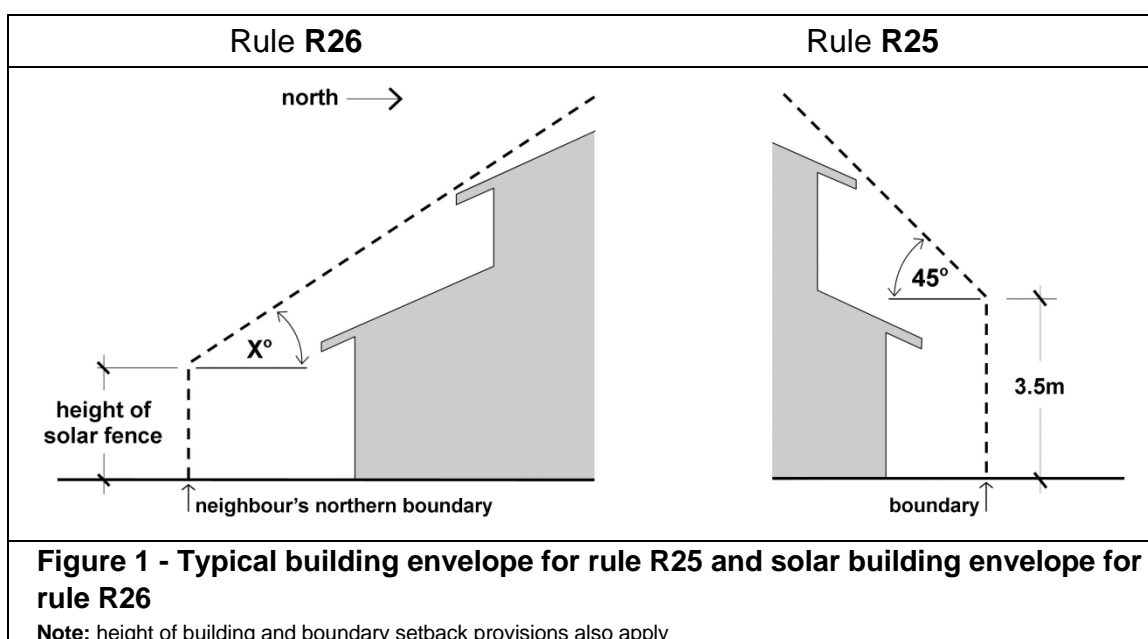 Rule R26
Rule R25
north
X°
height of
solar fence
neighbour's northern boundary
45°
3.5m
boundary
Figure 1 - Typical building envelope for rule R25 and solar building envelope for
rule R26
Note: height of building and boundary setback provisions also apply